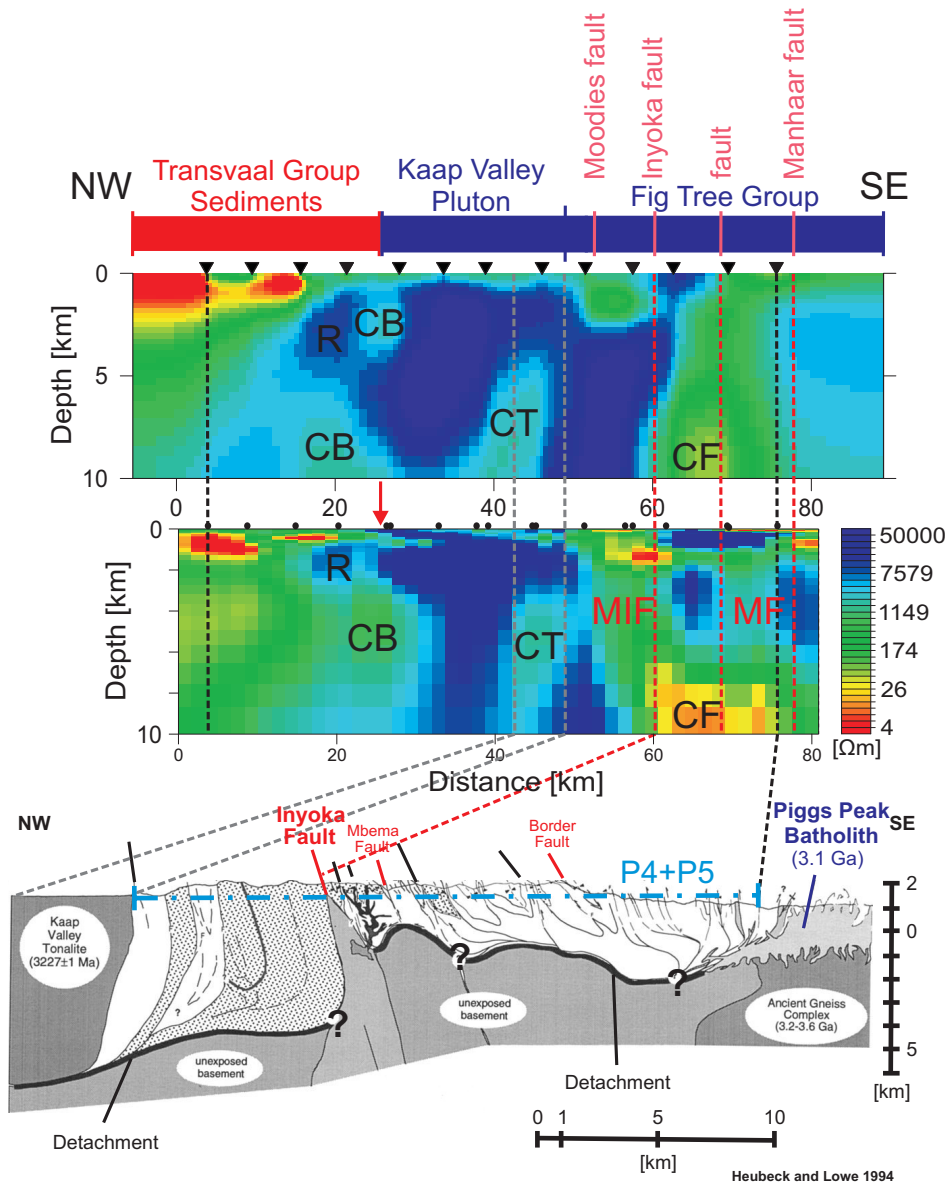 Moodies fault
Inyoka fault
fault
Manhaar fault
NW
Transvaal Group
Sediments
Kaap Valley
Pluton
Fig Tree Group
SE
Depth [km]
0
5
10
R
CB
CB
CT
CF
0
20
40
60
80
Depth [km]
0
10
R
CB
CT
MIF
MF
CF
50000
7579
1149
174
26
4
[Ωm]
0
20
40
60
80
Distance [km]
NW
Inyoka
Fault
Mbema
Fault
Border
Fault
P4+P5
Piggs Peak
Batholith
(3.1 Ga)
SE
Kaap
Valley
Tonalite
(3227±1 Ma)
?
?
?
?
unexposed
basement
unexposed
basement
Ancient Gneiss
Complex
(3.2-3.6 Ga)
2
0
5
[km]
Detachment
Detachment
0 1 5 10
[km]
Heubeck and Lowe 1994